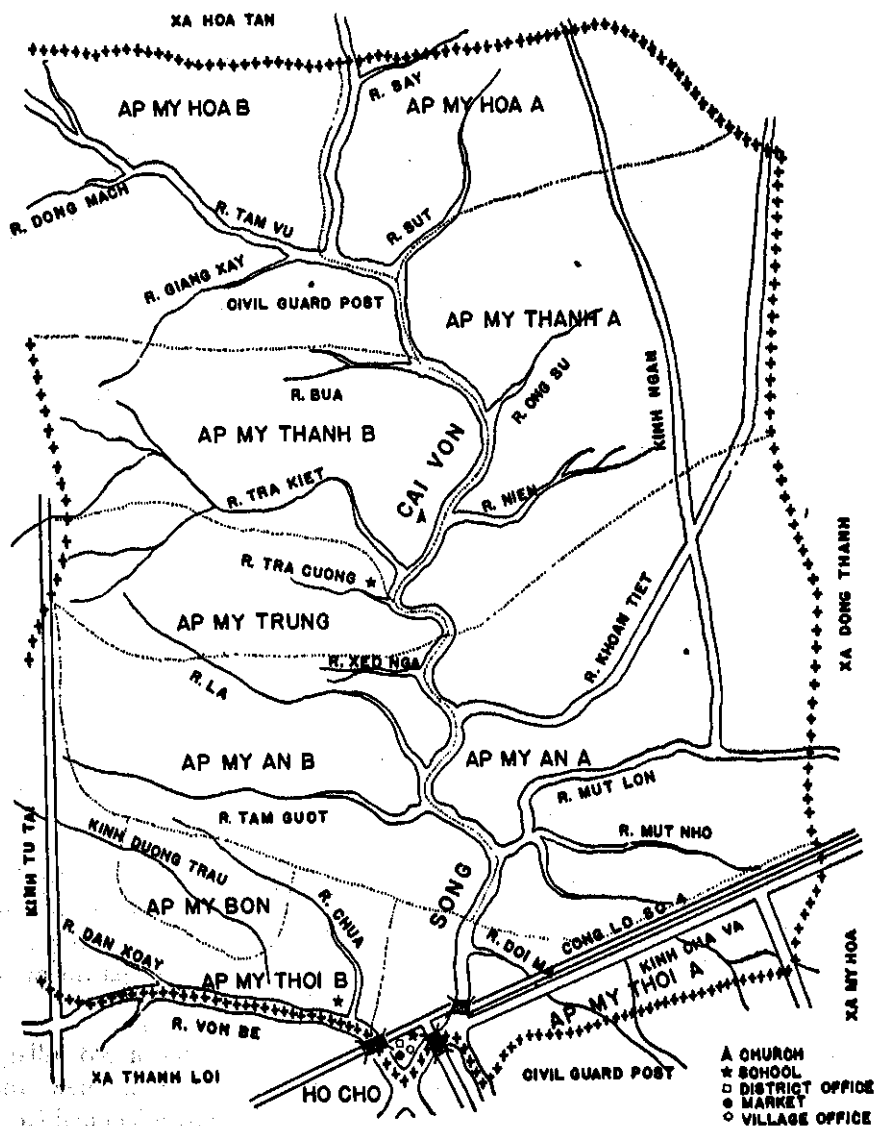 XA HOA TAN
R. BAY
AP MY HOA B
AP MY HOA A
R. DONG MACH
R. TAM VU
R. SUT
R. GIANG XAY
CIVIL GUARD POST
AP MY THANH A
R. BUA
R. ONG SU
KINH NGAN
AP MY THANH B
CAI VON
R. TRA KIET
R. NIEN
R. TRA CUONG
AP MY TRUNG
R. XEO NGA
R. KHOAN TIET
XA DONG THANH
R. LA
AP MY AN B
AP MY AN A
R. MUT LON
R. TAM GUOT
R. MUT NHO
KINH TU TAI
KINH DUONG TRAU
SONG
AP MY BON
R. CHUA
R. DOI MA
CONG LO SO 4
KINH CHA VA
R. DAN XOAY
AP MY THOI B
AP MY THOI A
XA MY HOA
R. VON BE
XA THANH LOI
HO CHO
CIVIL GUARD POST
CHURCH
SCHOOL
DISTRICT OFFICE
MARKET
VILLAGE OFFICE